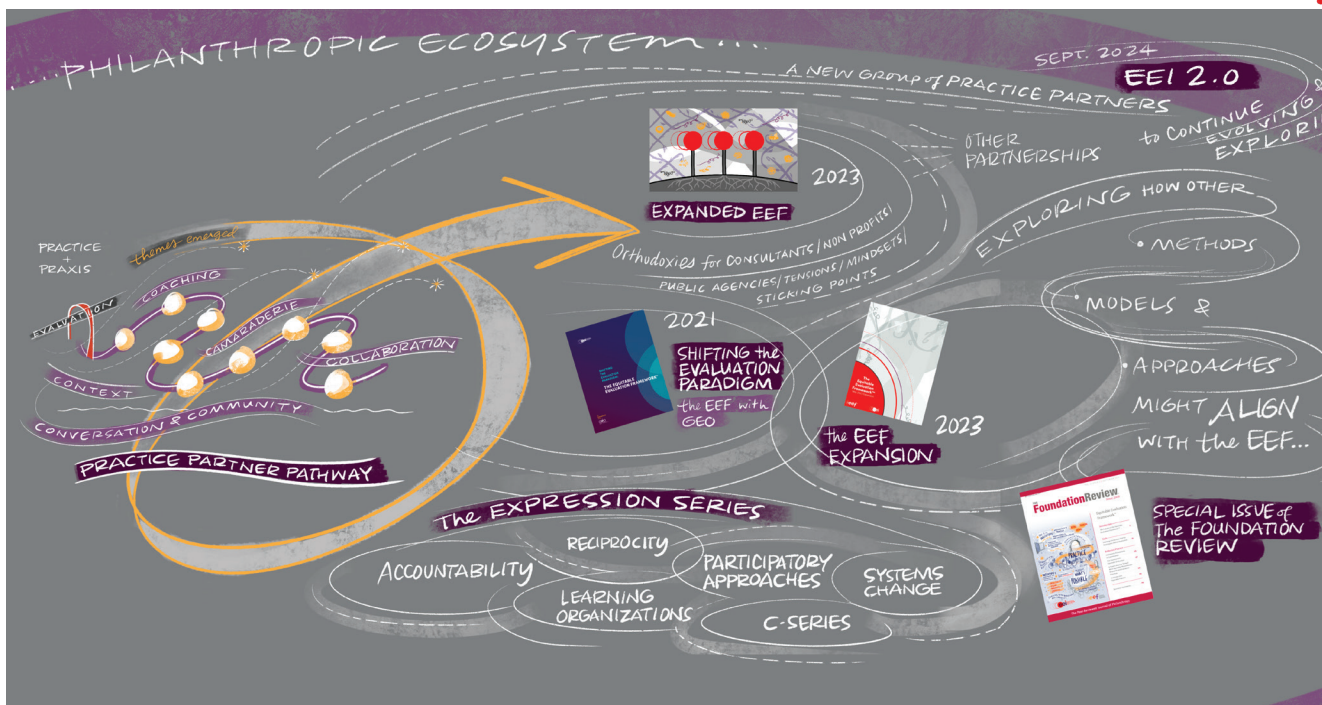 ...PHILANTHROPIC ECOSYSTEM....
SEPT. 2024
EEI 2.0
A NEW GROUP of PRACTICE PARTNERS
to CONTINUE
EVOLVING &
OTHER
PARTNERSHIPS
2023
EXPANDED EEF
Orthodoxies for CONSULTANTS/NON PROFITS/
PUBLIC AGENCIES/TENSIONS/MINDSETS/
STICKING POINTS
EXPLORING HOW OTHER
• METHODS
• MODELS &
• APPROACHES
MIGHT ALIGN
WITH the EEF...
PRACTICE
+
PRAXIS
themes emerged
EVALUATION
COACHING
CAMARADERIE
COLLABORATION
CONTEXT
CONVERSATION & COMMUNITY
PRACTICE PARTNER PATHWAY
2021
SHIFTING the
EVALUATION
PARADIGM
the EEF with
GEO
THE EQUITABLE EVALUATION FRAMEWORK
The
Equitable
Evaluation
Framework™
the EEF
EXPANSION
2023
The EXPRESSION SERIES
RECIPROCITY
ACCOUNTABILITY
PARTICIPATORY
APPROACHES
SYSTEMS
CHANGE
LEARNING
ORGANIZATIONS
C-SERIES
THE
FoundationReview
SPECIAL ISSUE of
The FOUNDATION
REVIEW